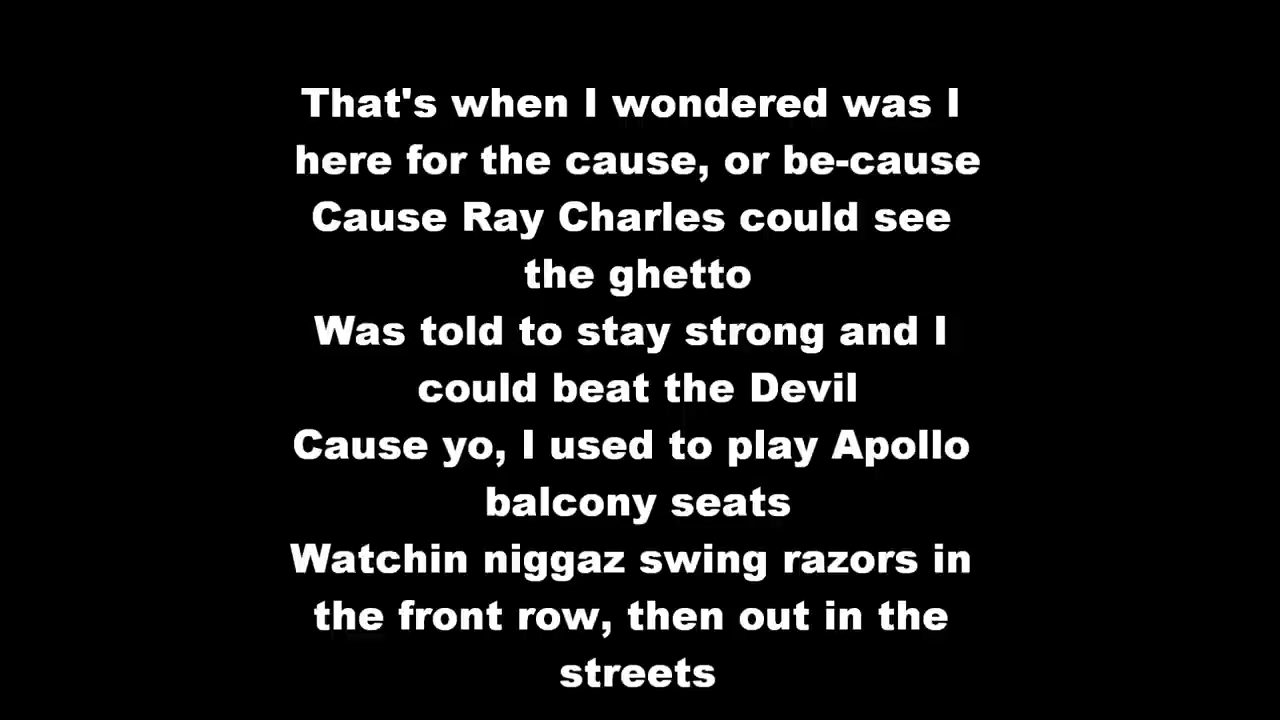 That's when I wondered was I
here for the cause, or be-cause
Cause Ray Charles could see
the ghetto
Was told to stay strong and I
could beat the Devil
Cause yo, I used to play Apollo
balcony seats
Watchin niggaz swing razors in
the front row, then out in the
streets